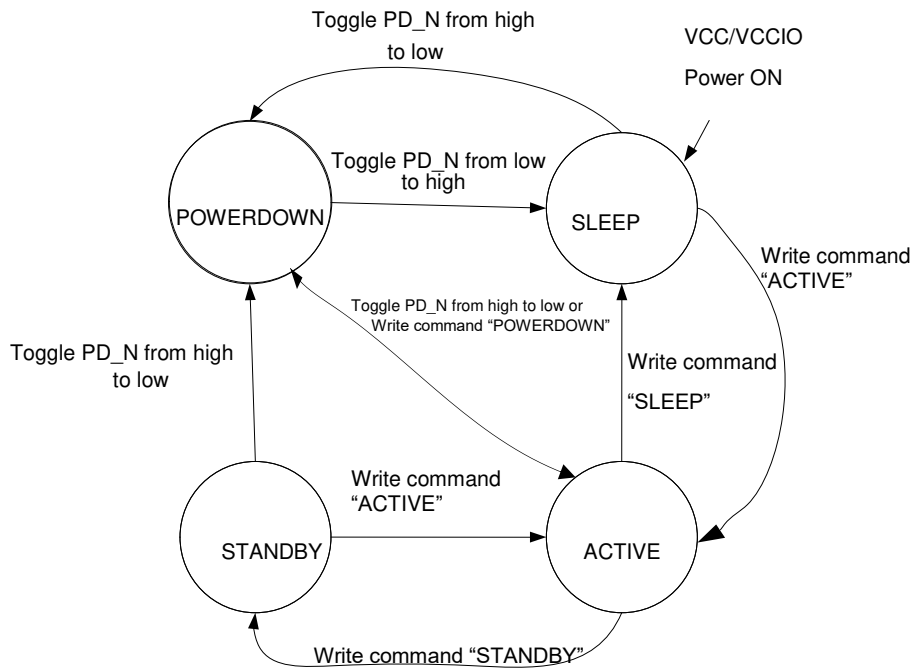 Toggle PD_N from high
to low
VCC/VCCIO
Power ON
Toggle PD_N from low
to high
POWERDOWN
SLEEP
Write command
“ACTIVE”
Toggle PD_N from high to low or
Write command “POWERDOWN”
Toggle PD_N from high
to low
Write command
“SLEEP”
Write command
“ACTIVE”
STANDBY
ACTIVE
Write command “STANDBY”